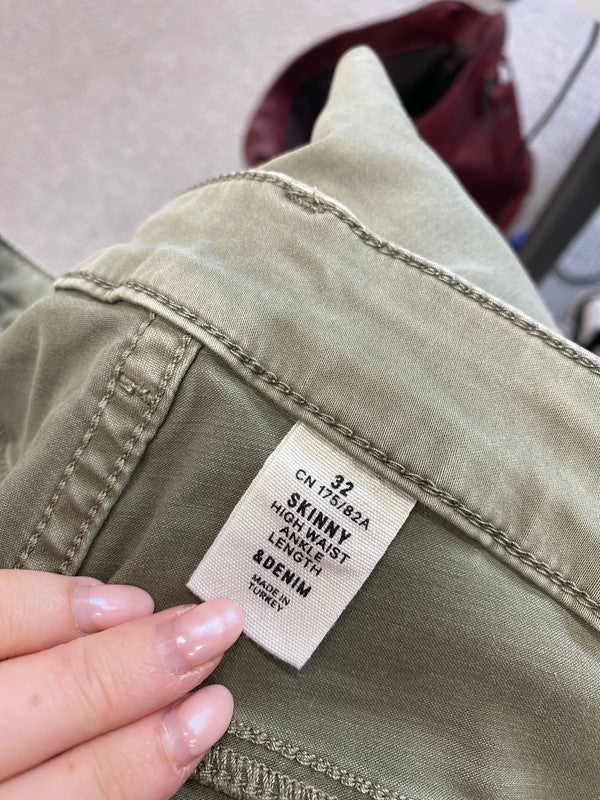 32
CN 175/82A
SKINNY
HIGH WAIST
ANKLE
LENGTH
&DENIM
MADE IN
TURKEY